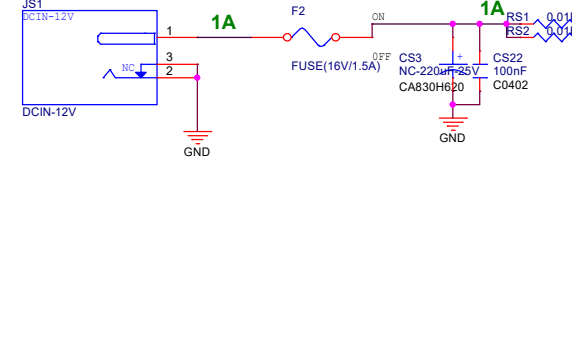 JS1
DCIN-12V
1
1A
F2
ON
1A
RS1
RS2
NC
3
2
FUSE(16V/1.5A)
OFF
CS3
NC-220uF-25V
CA830H620
+
CS22
100nF
C0402
DCIN-12V
GND
GND